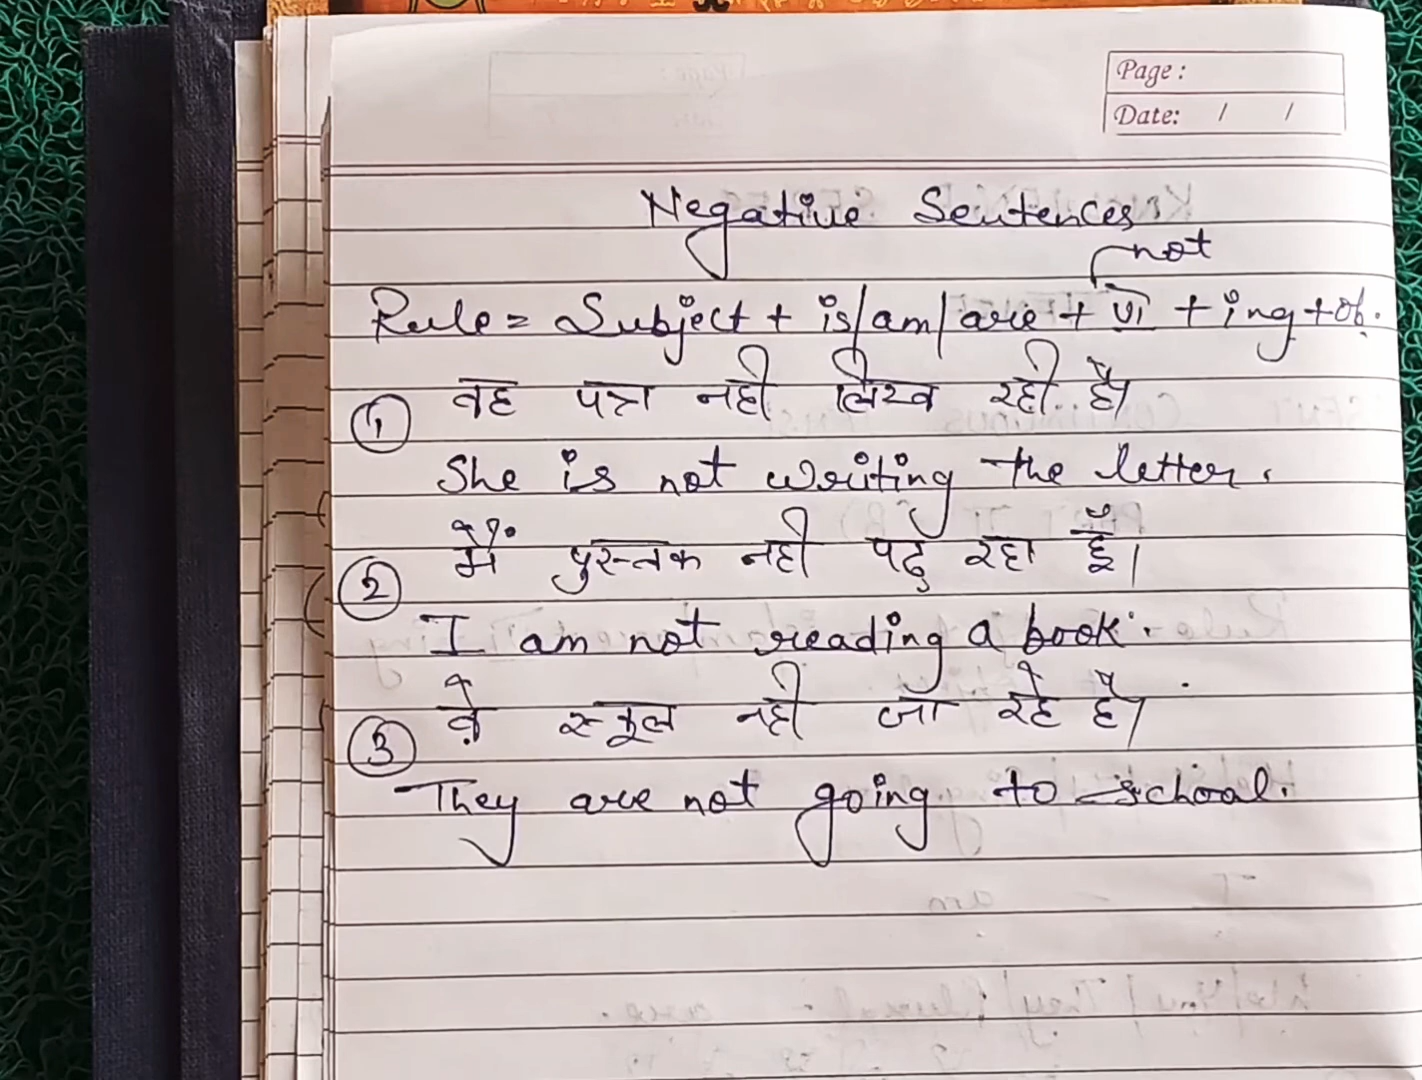 Page :
Date: / /
Negative Sentences
not
Rule = Subject + is/am/are + V1 + ing + ob.
① वह पत्र नही लिख रही है।
She is not writing the letter.
② मैं पुस्तक नही पढ़ रहा हूँ।
I am not reading a book.
③ वे स्कूल नही जा रहे है।
They are not going to school.